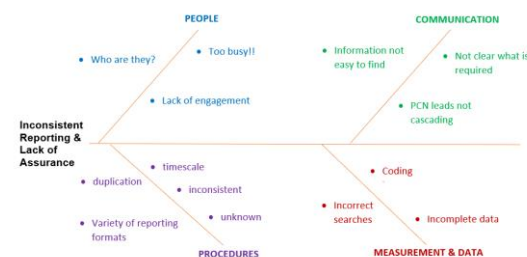 PEOPLE
COMMUNICATION
Who are they?
Too busy!!
Lack of engagement
Information not
easy to find
Not clear what is
required
PCN leads not
cascading
Inconsistent
Reporting &
Lack of
Assurance
timescale
duplication
inconsistent
unknown
Variety of reporting
formats
PROCEDURES
Coding
Incorrect
searches
Incomplete data
MEASUREMENT & DATA